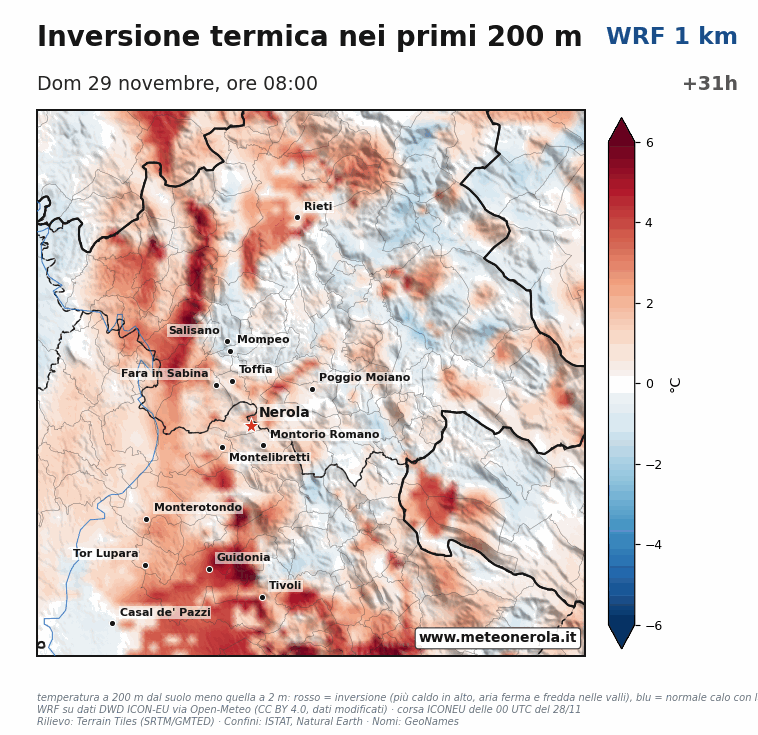 Inversione termica nei primi 200 m
WRF 1 km
Dom 29 novembre, ore 08:00
+31h
Rieti
Salisano
Mompeo
Fara in Sabina
Toffia
Poggio Moiano
Nerola
Montorio Romano
Montelibretti
Monterotondo
Tor Lupara
Guidonia
Tivoli
Casal de' Pazzi
www.meteonerola.it
6
4
2
0
−2
−4
−6
°C
temperatura a 200 m dal suolo meno quella a 2 m: rosso = inversione (più caldo in alto, aria ferma e fredda nelle valli), blu = normale calo con l
WRF su dati DWD ICON-EU via Open-Meteo (CC BY 4.0, dati modificati) · corsa ICONEU delle 00 UTC del 28/11
Rilievo: Terrain Tiles (SRTM/GMTED) · Confini: ISTAT, Natural Earth · Nomi: GeoNames